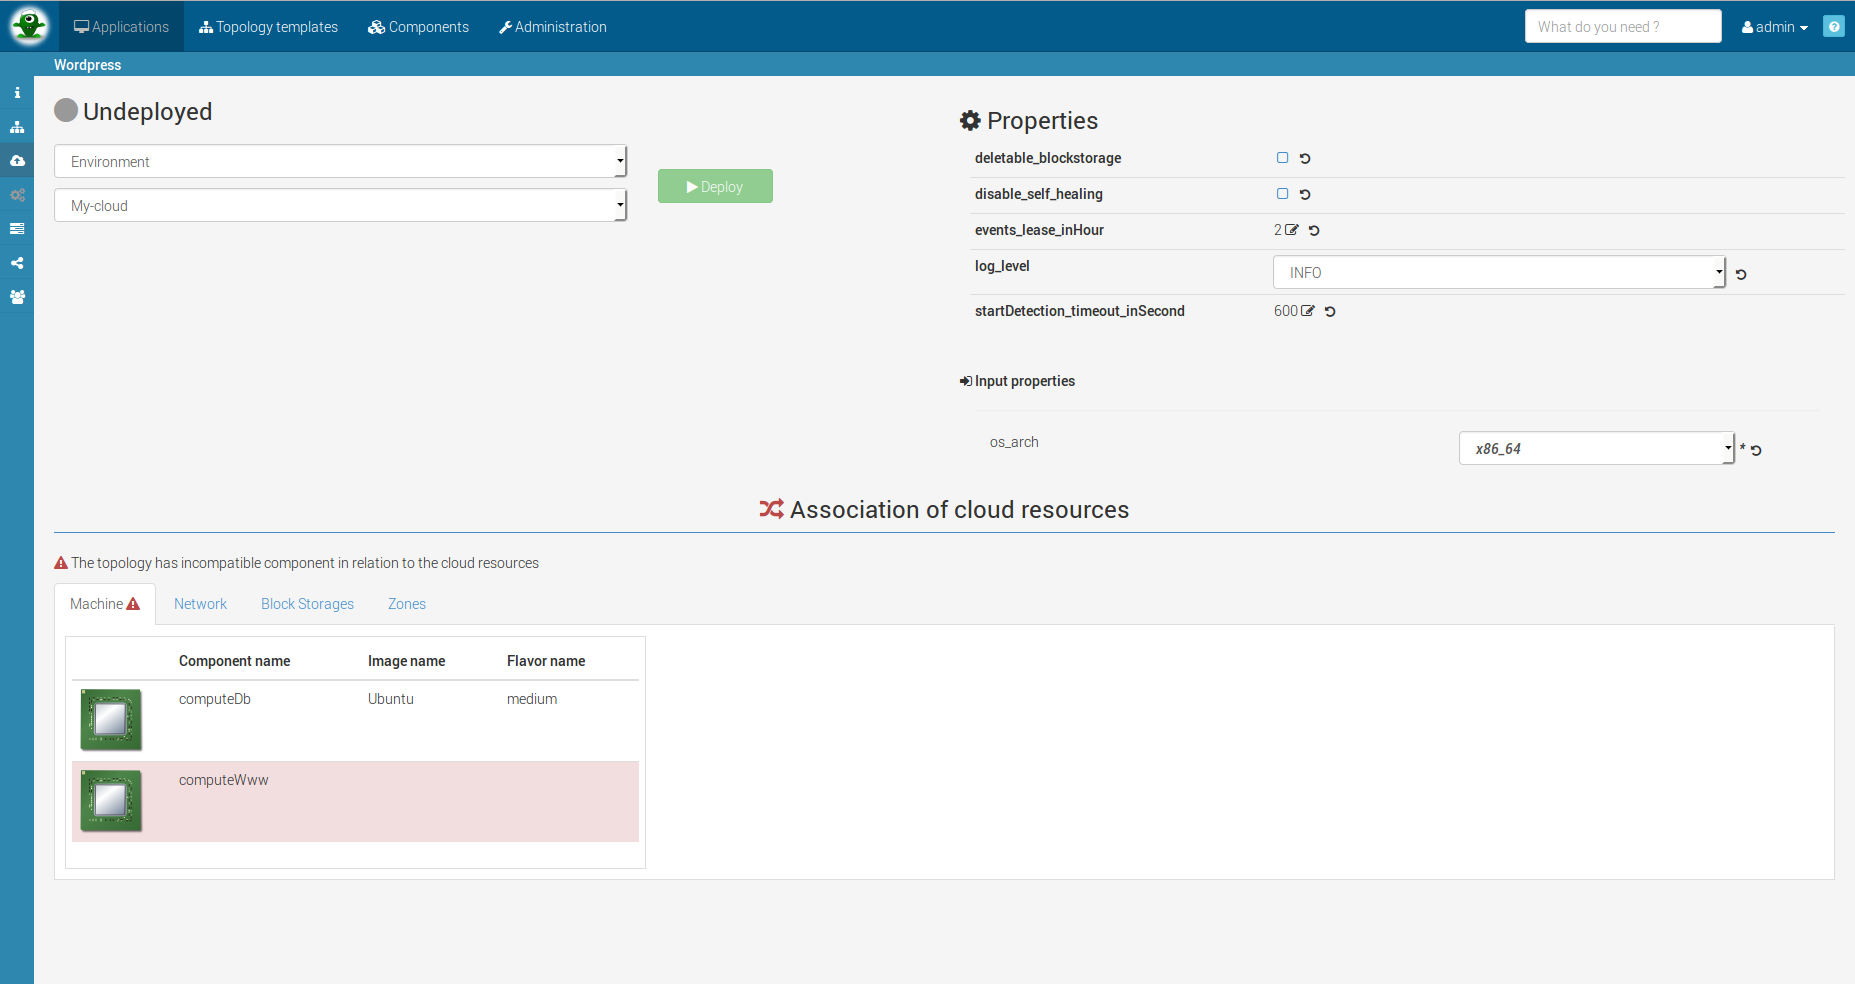 Applications Topology templates Components Administration What do you need ? admin
Wordpress
Undeployed
Environment
My-cloud
Deploy
Properties
deletable_blockstorage
disable_self_healing
events_lease_inHour 2
log_level INFO
startDetection_timeout_inSecond 600
Input properties
os_arch x86_64 *
Association of cloud resources
The topology has incompatible component in relation to the cloud resources
Machine Network Block Storages Zones
Component name Image name Flavor name
computeDb Ubuntu medium
computeWww